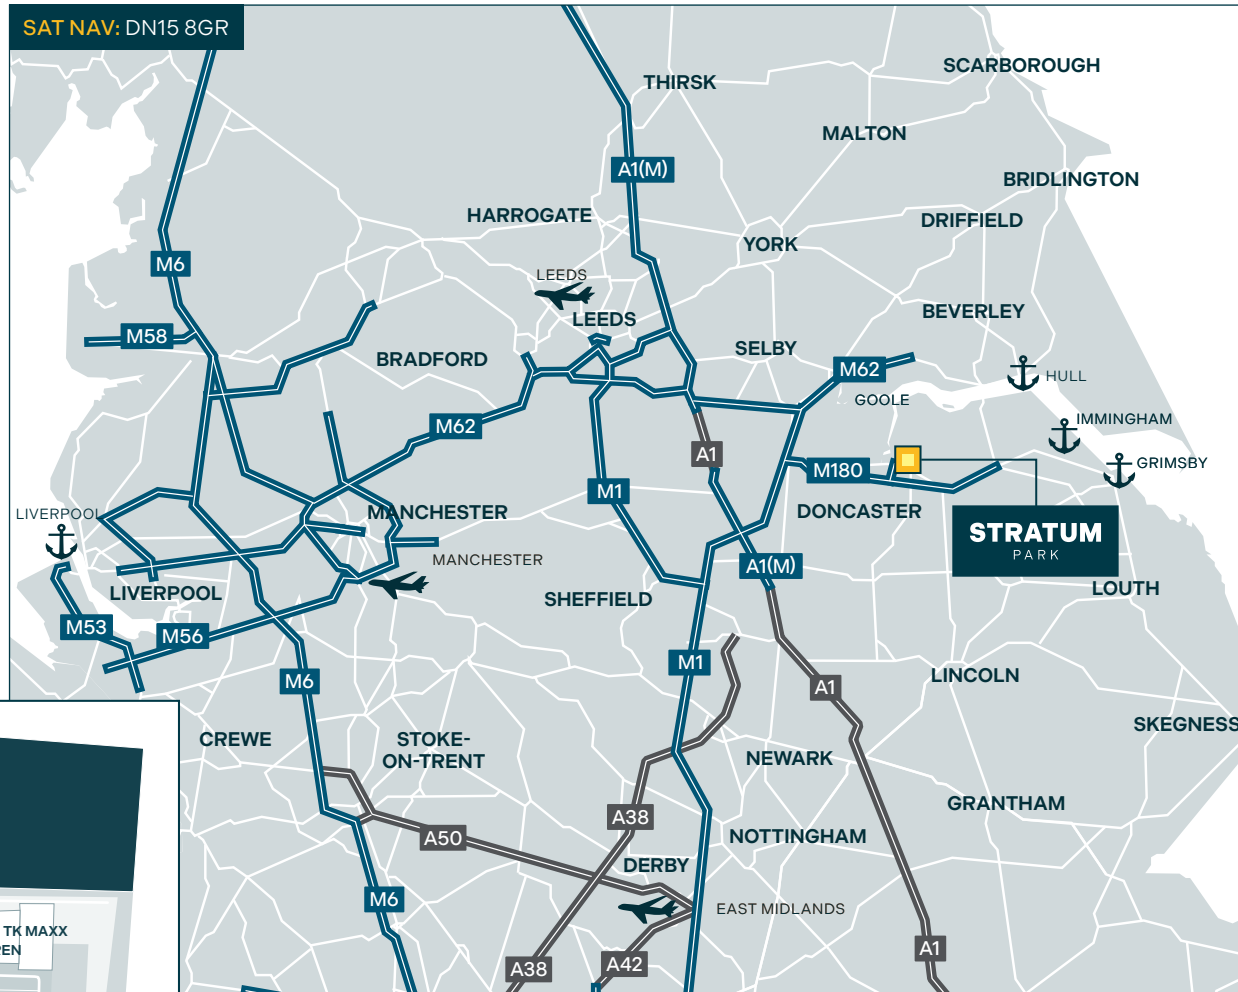 SAT NAV: DN15 8GR
SCARBOROUGH
THIRSK
MALTON
A1(M)
BRIDLINGTON
HARROGATE
DRIFFIELD
YORK
M6
LEEDS
LEEDS
BEVERLEY
M58
SELBY
BRADFORD
M62
HULL
GOOLE
IMMINGHAM
M62
A1
GRIMSBY
M180
M1
LIVERPOOL
MANCHESTER
DONCASTER
STRATUM
PARK
MANCHESTER
A1(M)
LOUTH
LIVERPOOL
SHEFFIELD
M53
M56
M1
LINCOLN
M6
A1
SKEGNESS
CREWE
STOKE-
ON-TRENT
NEWARK
GRANTHAM
A38
A50
NOTTINGHAM
DERBY
M6
EAST MIDLANDS
TK MAXX
A1
A42
A38